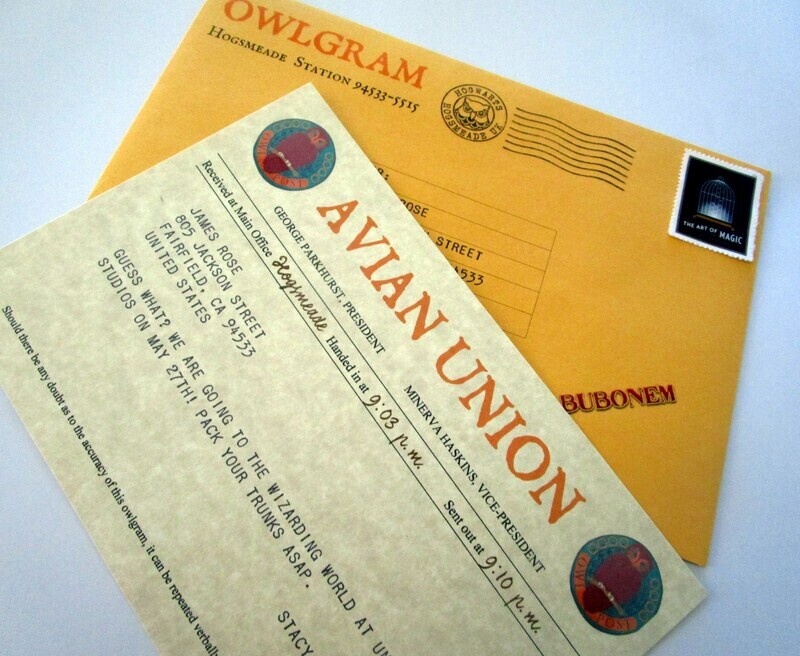 OWLGRAM
HOGSMEADE STATION 94533-5515
HOGWARTS
HOGSMEADE UK
THE ART OF MAGIC
ROSE
STREET
BUBONEM
OWL
POST
AVIAN UNION
GEORGE PARKHURST, PRESIDENT MINERVA HASKINS, VICE-PRESIDENT
Received at Main Office Hogsmeade Handed in at 9:03 p.m. Sent out at 9:10 p.m.
JAMES ROSE
805 JACKSON STREET
FAIRFIELD, CA 94533
UNITED STATES
GUESS WHAT? WE ARE GOING TO THE WIZARDING WORLD AT
STUDIOS ON MAY 27TH! PACK YOUR TRUNKS ASAP.
STACY
Should there be any doubt as to the accuracy of this owlgram, it can be repeated
OWL
POST